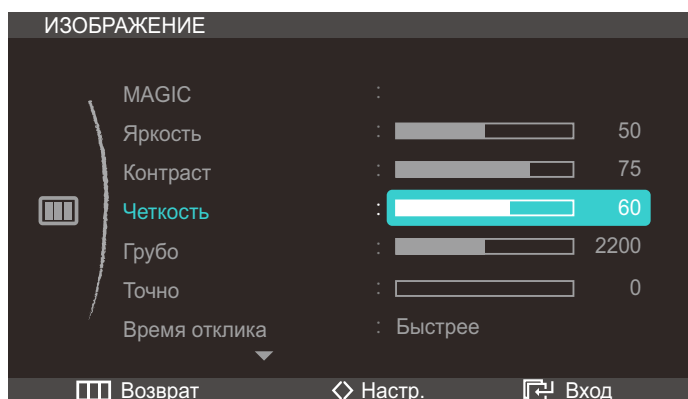 ИЗОБРАЖЕНИЕ
MAGIC :
Яркость : 50
Контраст : 75
Четкость : 60
Грубо : 2200
Точно : 0
Время отклика : Быстрее
Возврат Настр. Вход